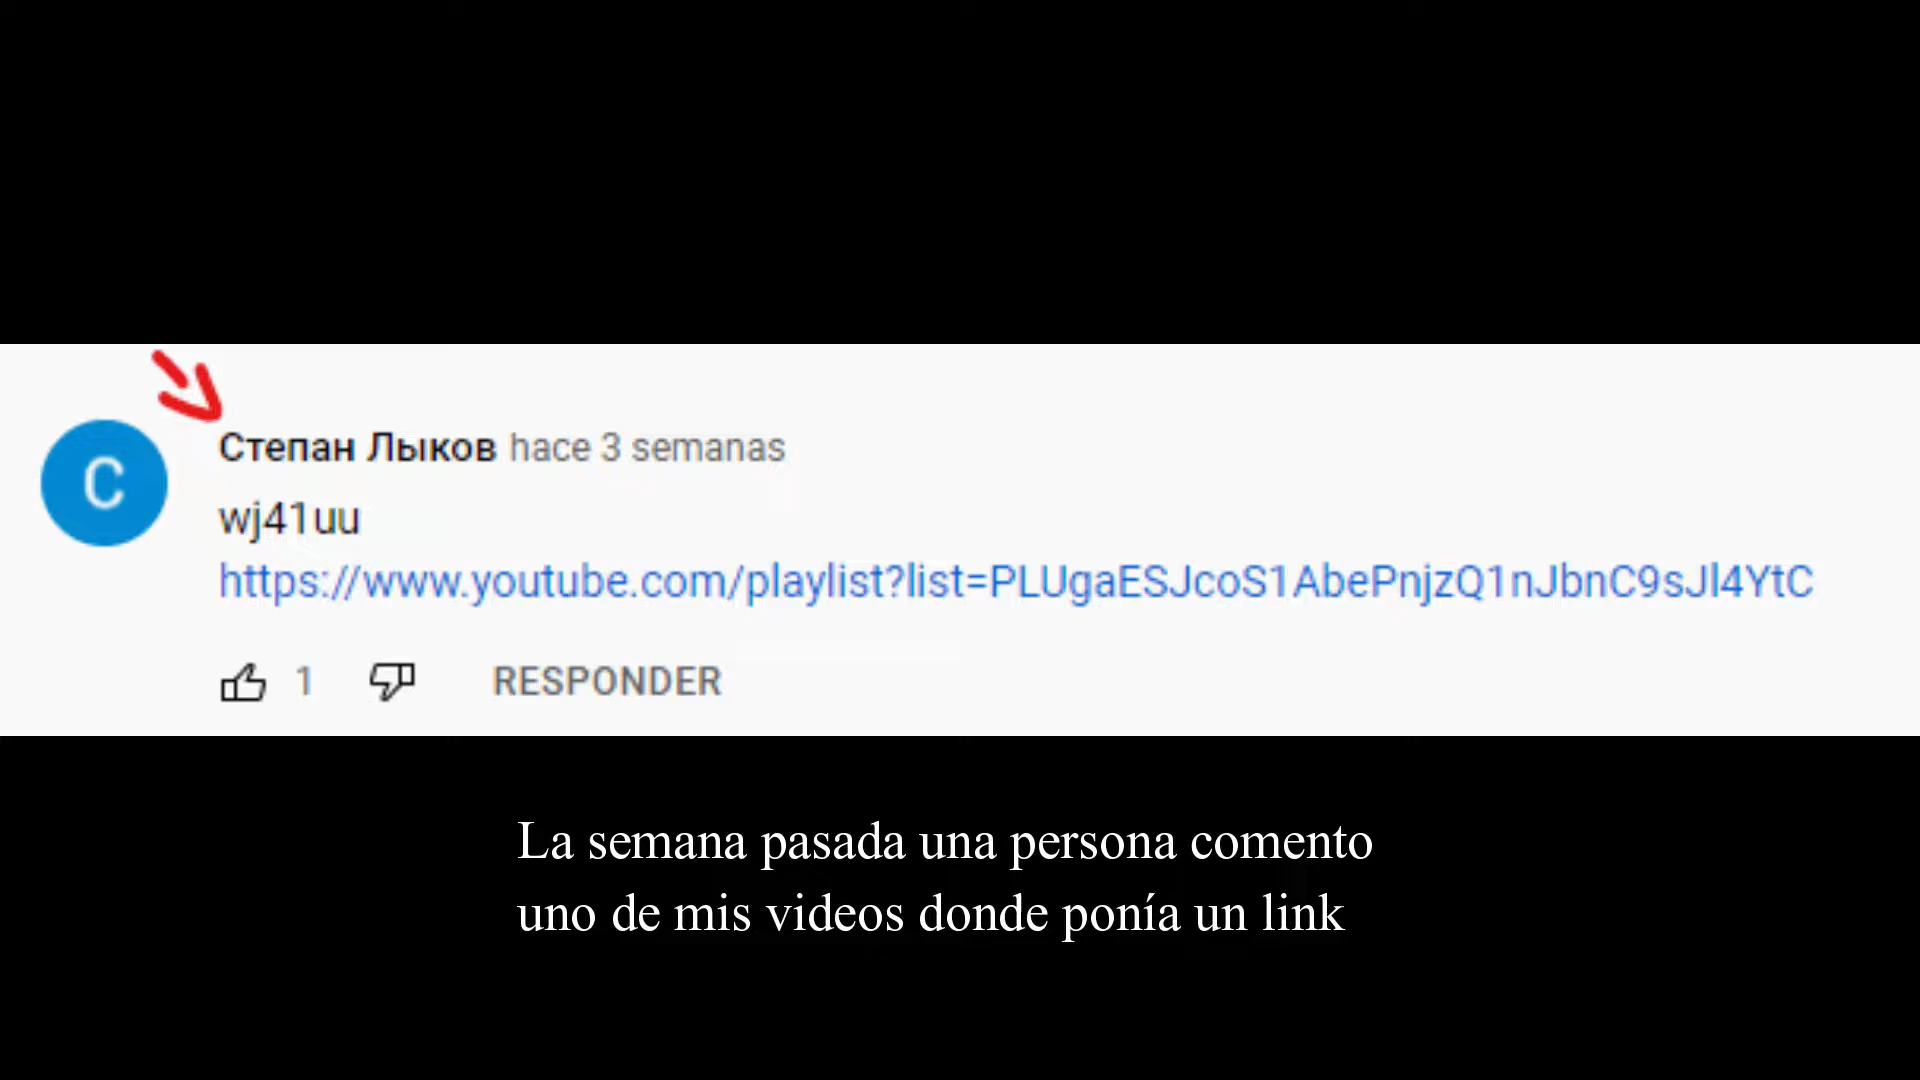 С
Степан Лыков hace 3 semanas
wj41uu
https://www.youtube.com/playlist?list=PLUgaESJcoS1AbePnjzQ1nJbnC9sJl4YtC
1 RESPONDER
La semana pasada una persona comento
uno de mis videos donde ponía un link